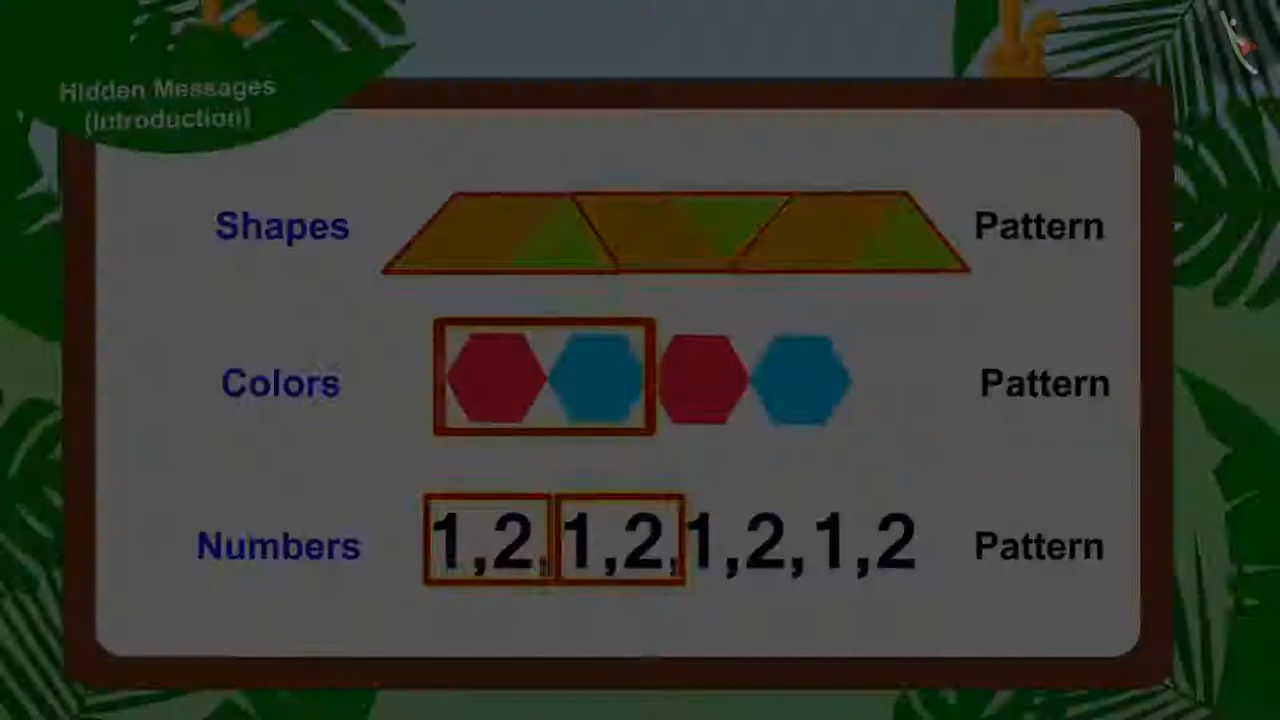 Hidden Messages
(Introduction)
Shapes Pattern
Colors Pattern
Numbers 1,2,1,2,1,2,1,2 Pattern